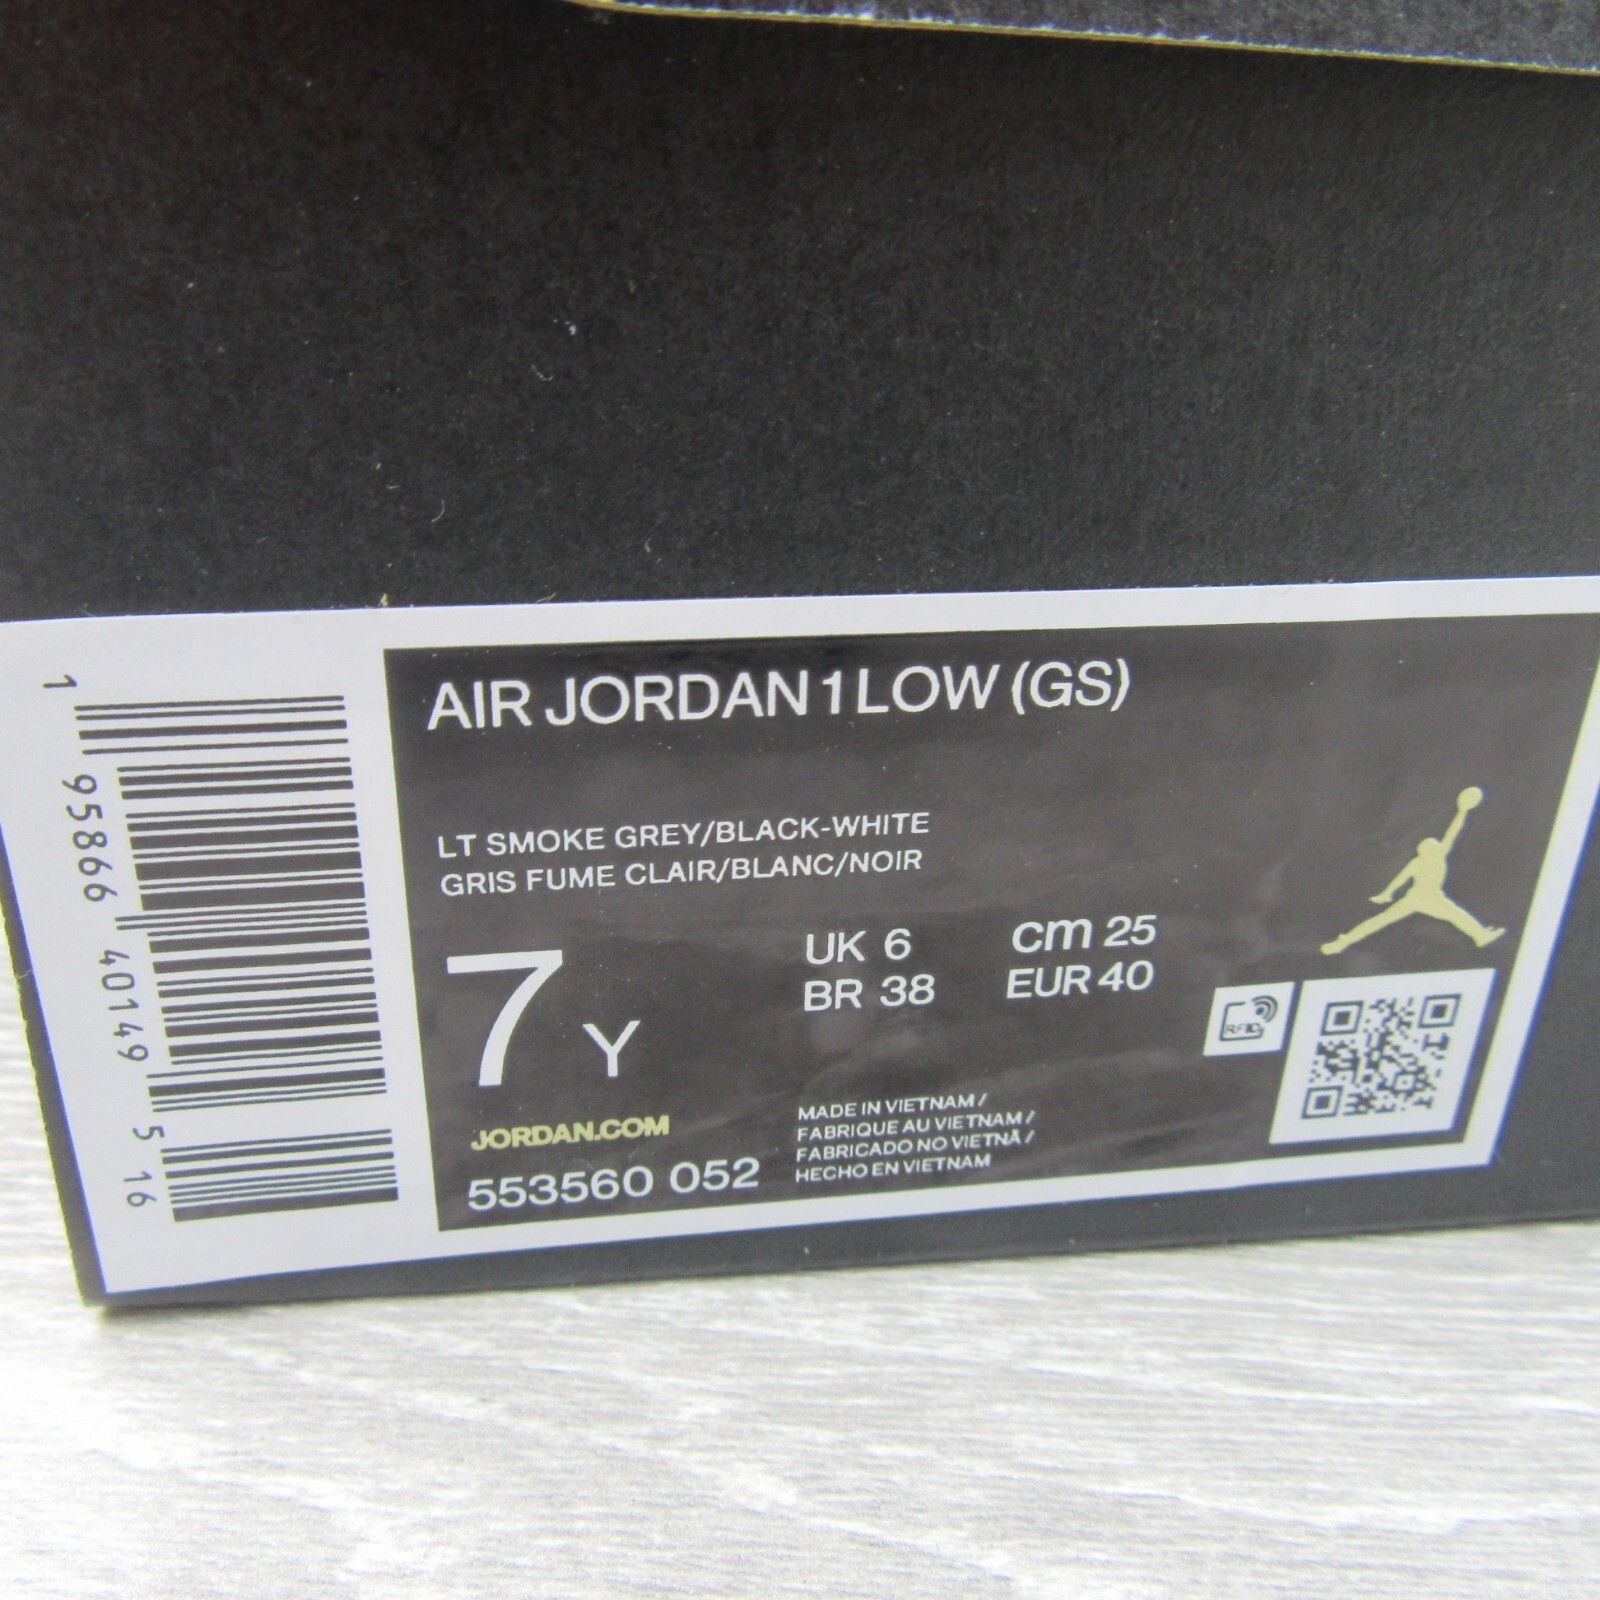 AIR JORDAN 1 LOW (GS)
LT SMOKE GREY/BLACK-WHITE
GRIS FUME CLAIR/BLANC/NOIR
7Y
UK 6
cm 25
BR 38
EUR 40
JORDAN.COM
553560 052
MADE IN VIETNAM /
FABRIQUE AU VIETNAM /
FABRICADO NO VIETNÃ /
HECHO EN VIETNAM
RFID
1 95866 40149 5 16